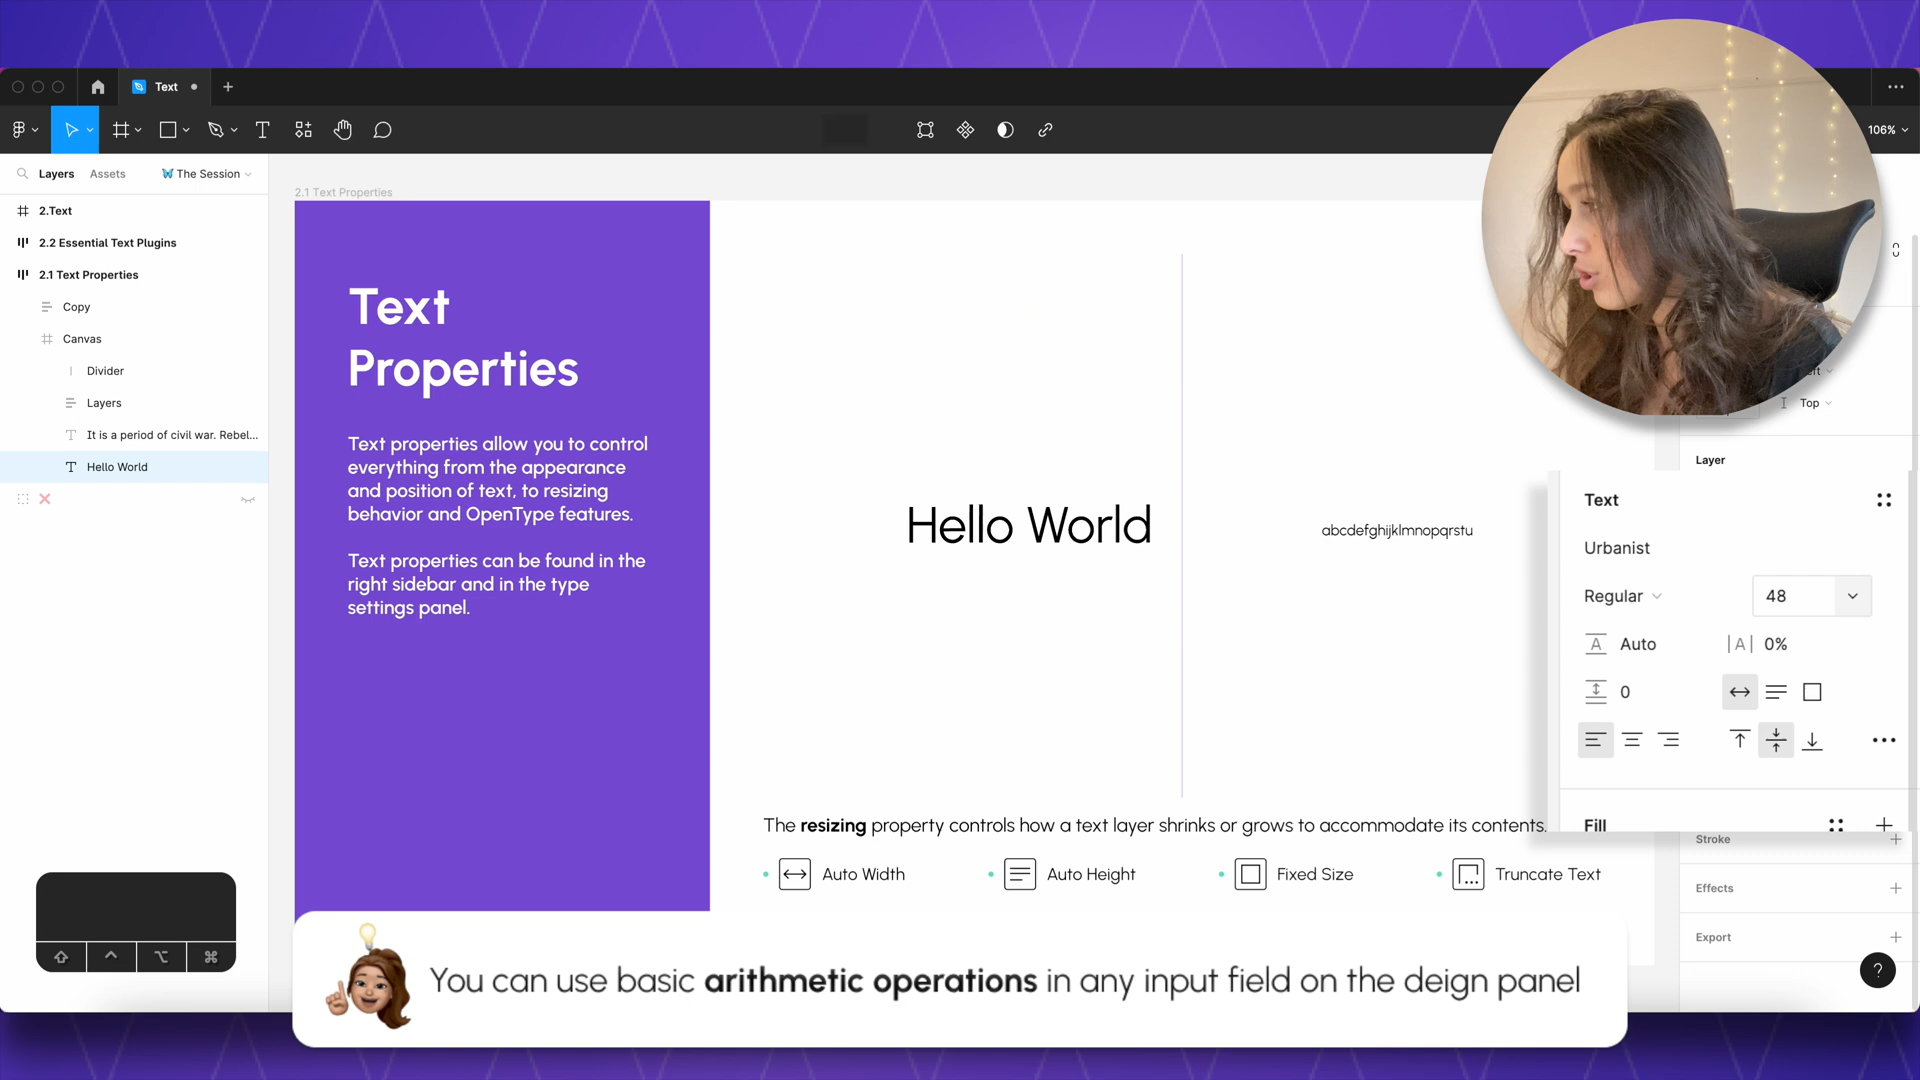 Text
106%
Layers
Assets
The Session
2.Text
2.2 Essential Text Plugins
2.1 Text Properties
Copy
Canvas
Divider
Layers
It is a period of civil war. Rebel...
Hello World
2.1 Text Properties
Text
Properties
Text properties allow you to control
everything from the appearance
and position of text, to resizing
behavior and OpenType features.
Text properties can be found in the
right sidebar and in the type
settings panel.
Hello World
abcdefghijklmnopqrstu
The resizing property controls how a text layer shrinks or grows to accommodate its contents.
Auto Width
Auto Height
Fixed Size
Truncate Text
Top
Layer
Text
Urbanist
Regular
48
A Auto
|A| 0%
0
Fill
Stroke
Effects
Export
?
You can use basic arithmetic operations in any input field on the deign panel